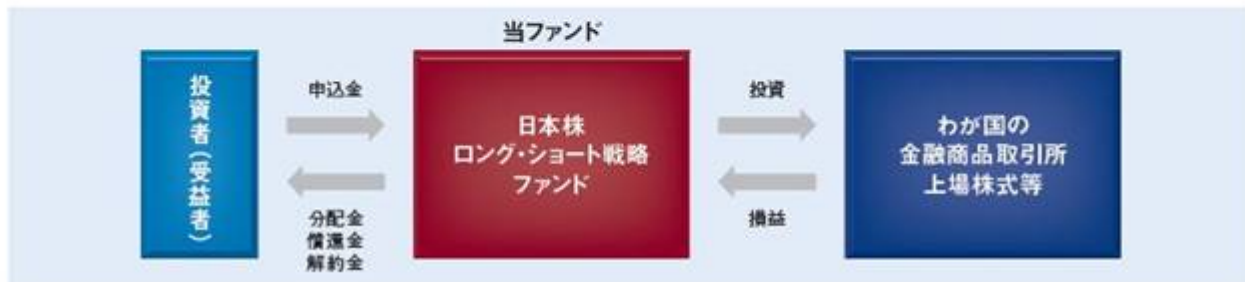 当ファンド
投資者(受益者)
申込金
分配金
償還金
解約金
日本株
ロング・ショート戦略
ファンド
投資
損益
わが国の
金融商品取引所
上場株式等